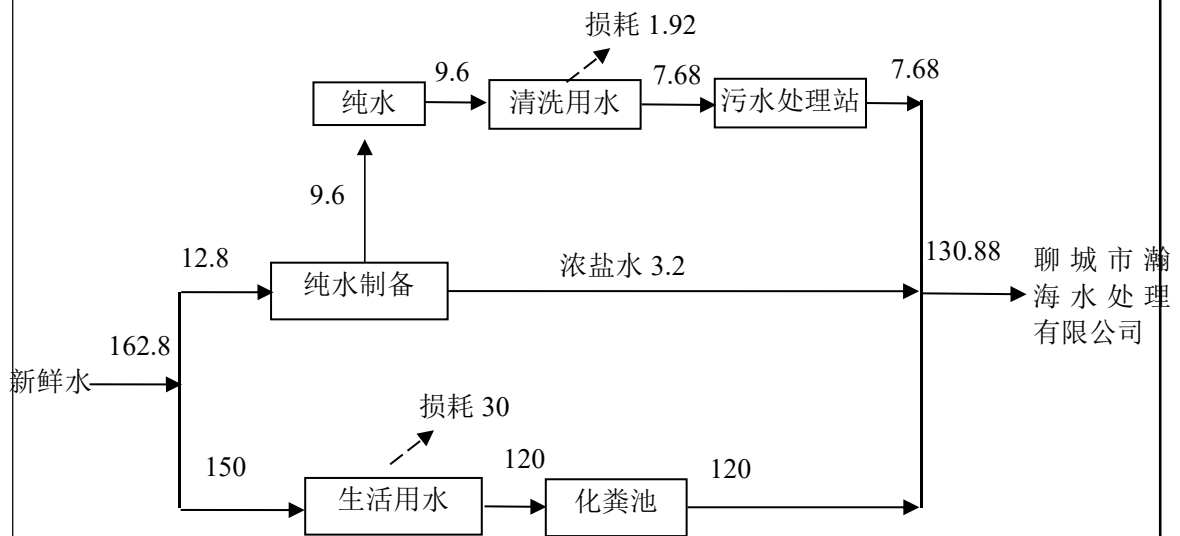 损耗 1.92
9.6
7.68
7.68
纯水
清洗用水
污水处理站
9.6
12.8
纯水制备
浓盐水 3.2
130.88
聊城市瀚
海水处理
有限公司
162.8
新鲜水
损耗 30
150
120
120
生活用水
化粪池